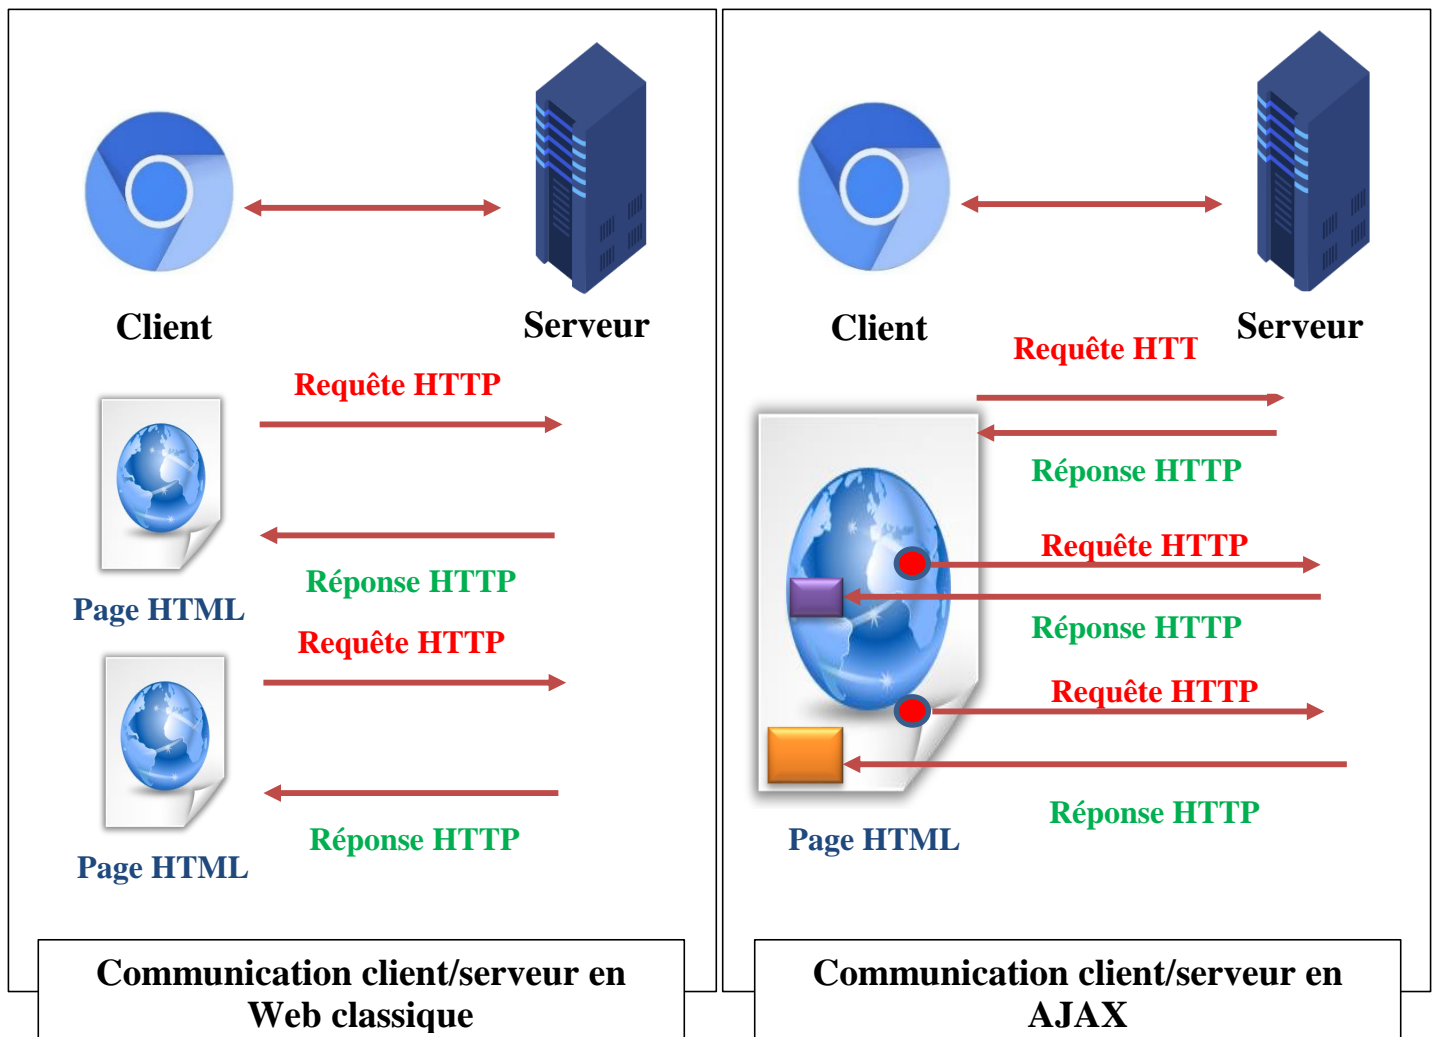 Client
Serveur
Requête HTTP
Réponse HTTP
Page HTML
Requête HTTP
Réponse HTTP
Page HTML
Communication client/serveur en
Web classique
Client
Serveur
Requête HTT
Réponse HTTP
Requête HTTP
Réponse HTTP
Requête HTTP
Réponse HTTP
Page HTML
Communication client/serveur en
AJAX